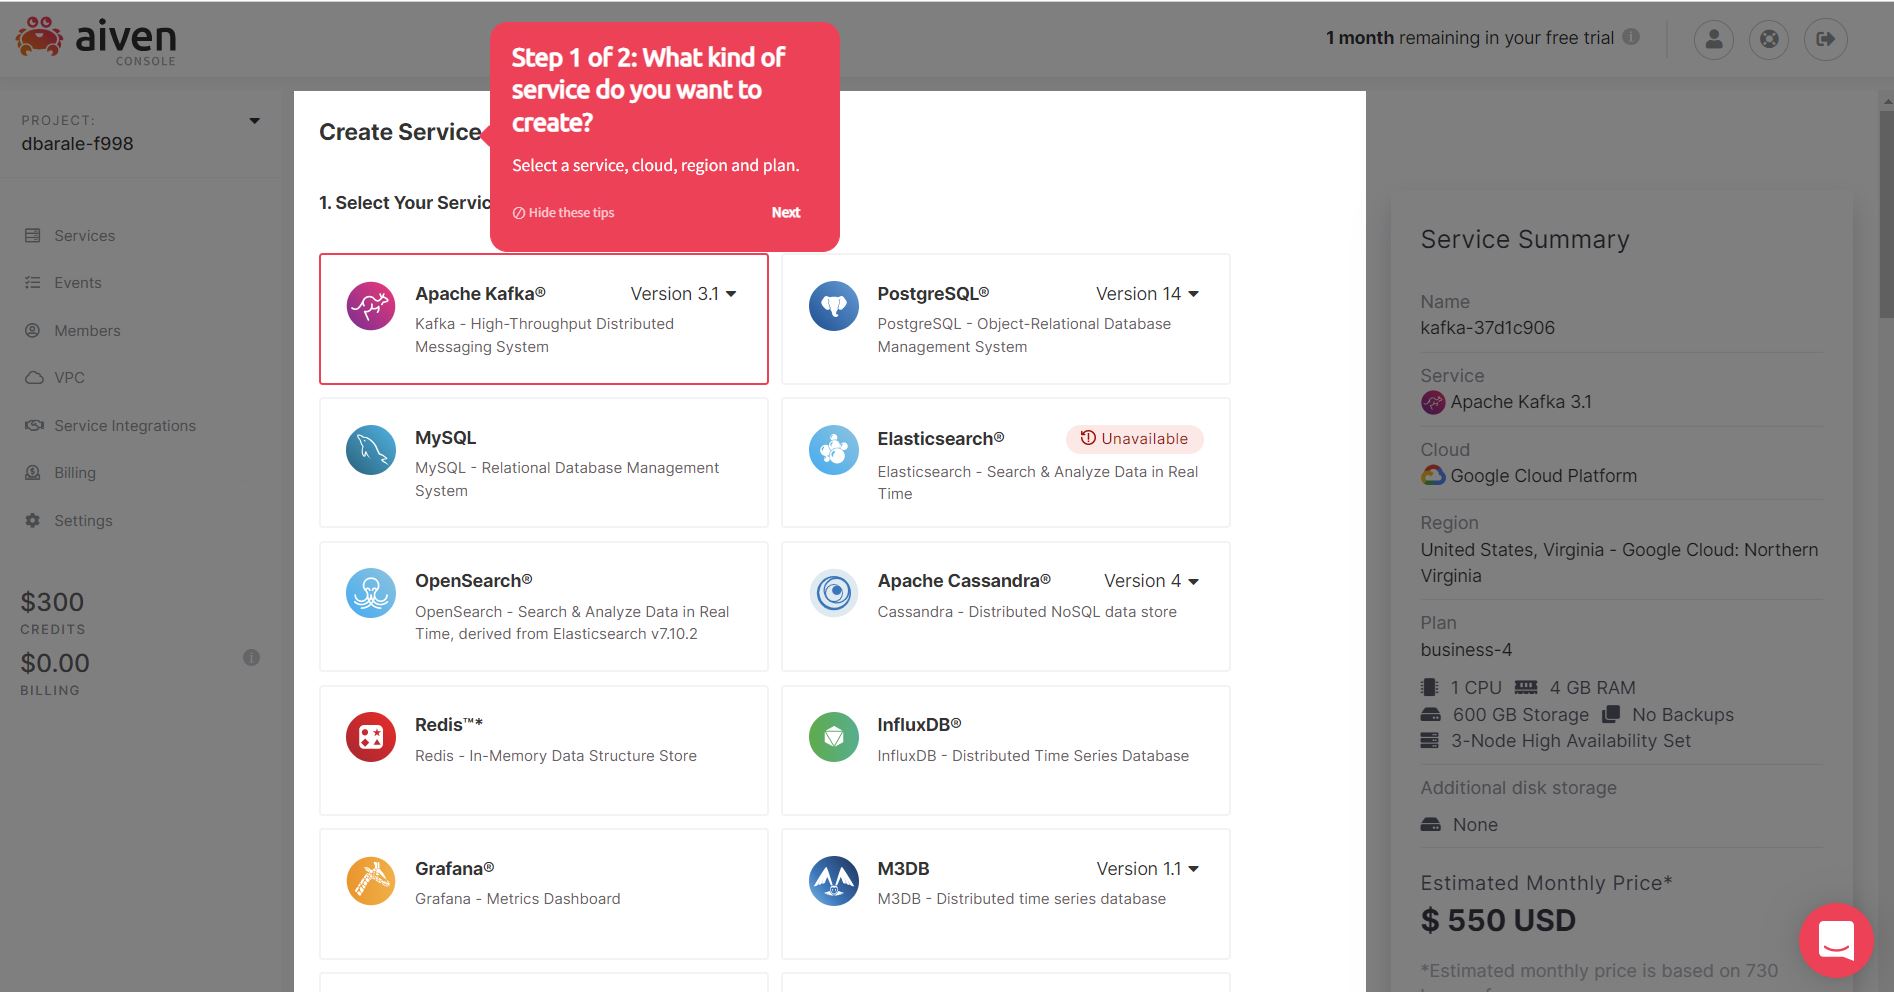 aiven
CONSOLE
1 month remaining in your free trial
PROJECT:
dbarale-f998
Services
Events
Members
VPC
Service Integrations
Billing
Settings
$300
CREDITS
$0.00
BILLING
Step 1 of 2: What kind of
service do you want to
create?
Select a service, cloud, region and plan.
Hide these tips
Next
Create Service
1. Select Your Servic
Apache Kafka®
Version 3.1
Kafka - High-Throughput Distributed
Messaging System
PostgreSQL®
Version 14
PostgreSQL - Object-Relational Database
Management System
MySQL
MySQL - Relational Database Management
System
Elasticsearch®
Unavailable
Elasticsearch - Search & Analyze Data in Real
Time
OpenSearch®
OpenSearch - Search & Analyze Data in Real
Time, derived from Elasticsearch v7.10.2
Apache Cassandra®
Version 4
Cassandra - Distributed NoSQL data store
Redis™*
Redis - In-Memory Data Structure Store
InfluxDB®
InfluxDB - Distributed Time Series Database
Grafana®
Grafana - Metrics Dashboard
M3DB
Version 1.1
M3DB - Distributed time series database
Service Summary
Name
kafka-37d1c906
Service
Apache Kafka 3.1
Cloud
Google Cloud Platform
Region
United States, Virginia - Google Cloud: Northern
Virginia
Plan
business-4
1 CPU 4 GB RAM
600 GB Storage No Backups
3-Node High Availability Set
Additional disk storage
None
Estimated Monthly Price*
$ 550 USD
*Estimated monthly price is based on 730